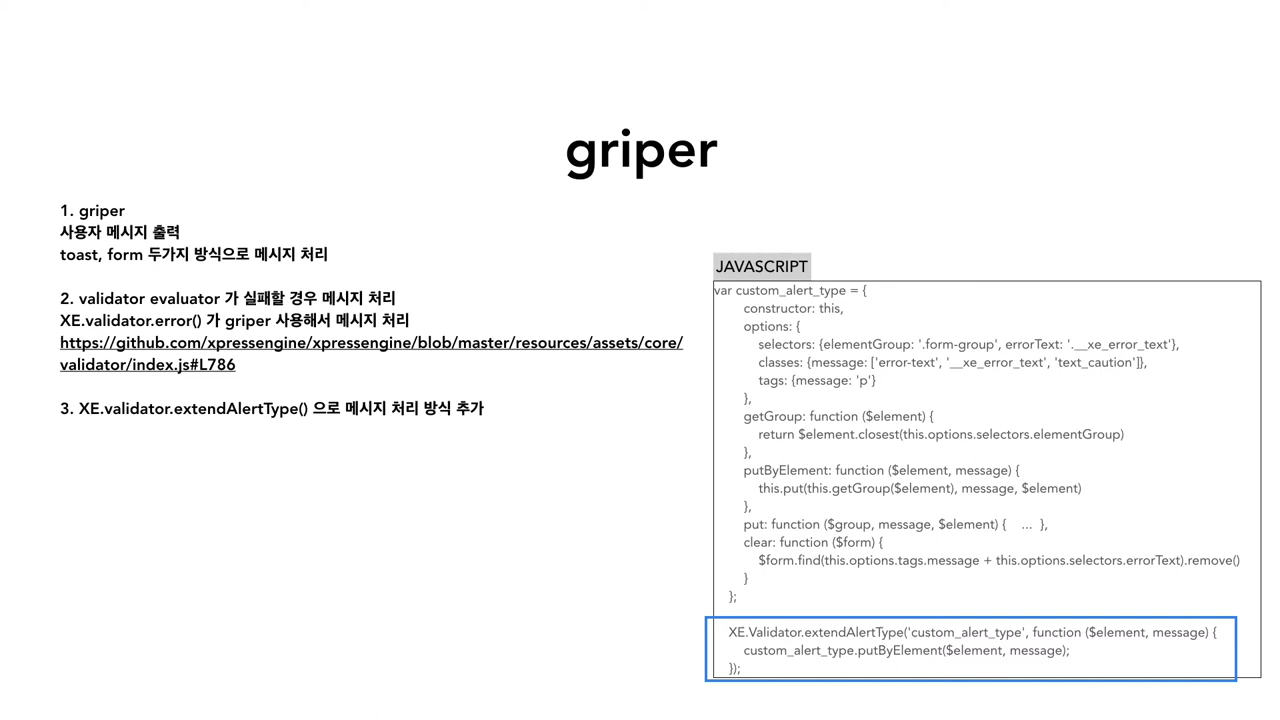 griper
1. griper
사용자 메시지 출력
toast, form 두가지 방식으로 메시지 처리
2. validator evaluator 가 실패할 경우 메시지 처리
XE.validator.error() 가 griper 사용해서 메시지 처리
https://github.com/xpressengine/xpressengine/blob/master/resources/assets/core/
validator/index.js#L786
3. XE.validator.extendAlertType() 으로 메시지 처리 방식 추가
JAVASCRIPT
var custom_alert_type = {
constructor: this,
options: {
selectors: {elementGroup: '.form-group', errorText: '.__xe_error_text'},
classes: {message: ['error-text', '__xe_error_text', 'text_caution']},
tags: {message: 'p'}
},
getGroup: function ($element) {
return $element.closest(this.options.selectors.elementGroup)
},
putByElement: function ($element, message) {
this.put(this.getGroup($element), message, $element)
},
put: function ($group, message, $element) { ... },
clear: function ($form) {
$form.find(this.options.tags.message + this.options.selectors.errorText).remove()
}
};
XE.Validator.extendAlertType('custom_alert_type', function ($element, message) {
custom_alert_type.putByElement($element, message);
});